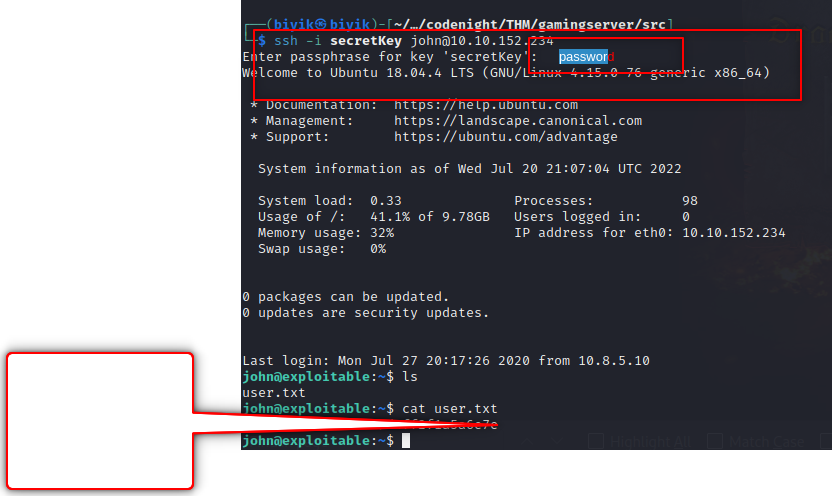 ┌──(biyik㉿biyik)-[~/…/codenight/THM/gamingserver/src]
└─$ ssh -i secretKey john@10.10.152.234
Enter passphrase for key 'secretKey': password
Welcome to Ubuntu 18.04.4 LTS (GNU/Linux 4.15.0-76-generic x86_64)
* Documentation: https://help.ubuntu.com
* Management: https://landscape.canonical.com
* Support: https://ubuntu.com/advantage
System information as of Wed Jul 20 21:07:04 UTC 2022
System load: 0.33 Processes: 98
Usage of /: 41.1% of 9.78GB Users logged in: 0
Memory usage: 32% IP address for eth0: 10.10.152.234
Swap usage: 0%
0 packages can be updated.
0 updates are security updates.
Last login: Mon Jul 27 20:17:26 2020 from 10.8.5.10
john@exploitable:~$ ls
user.txt
john@exploitable:~$ cat user.txt
john@exploitable:~$
Highlight All Match Case